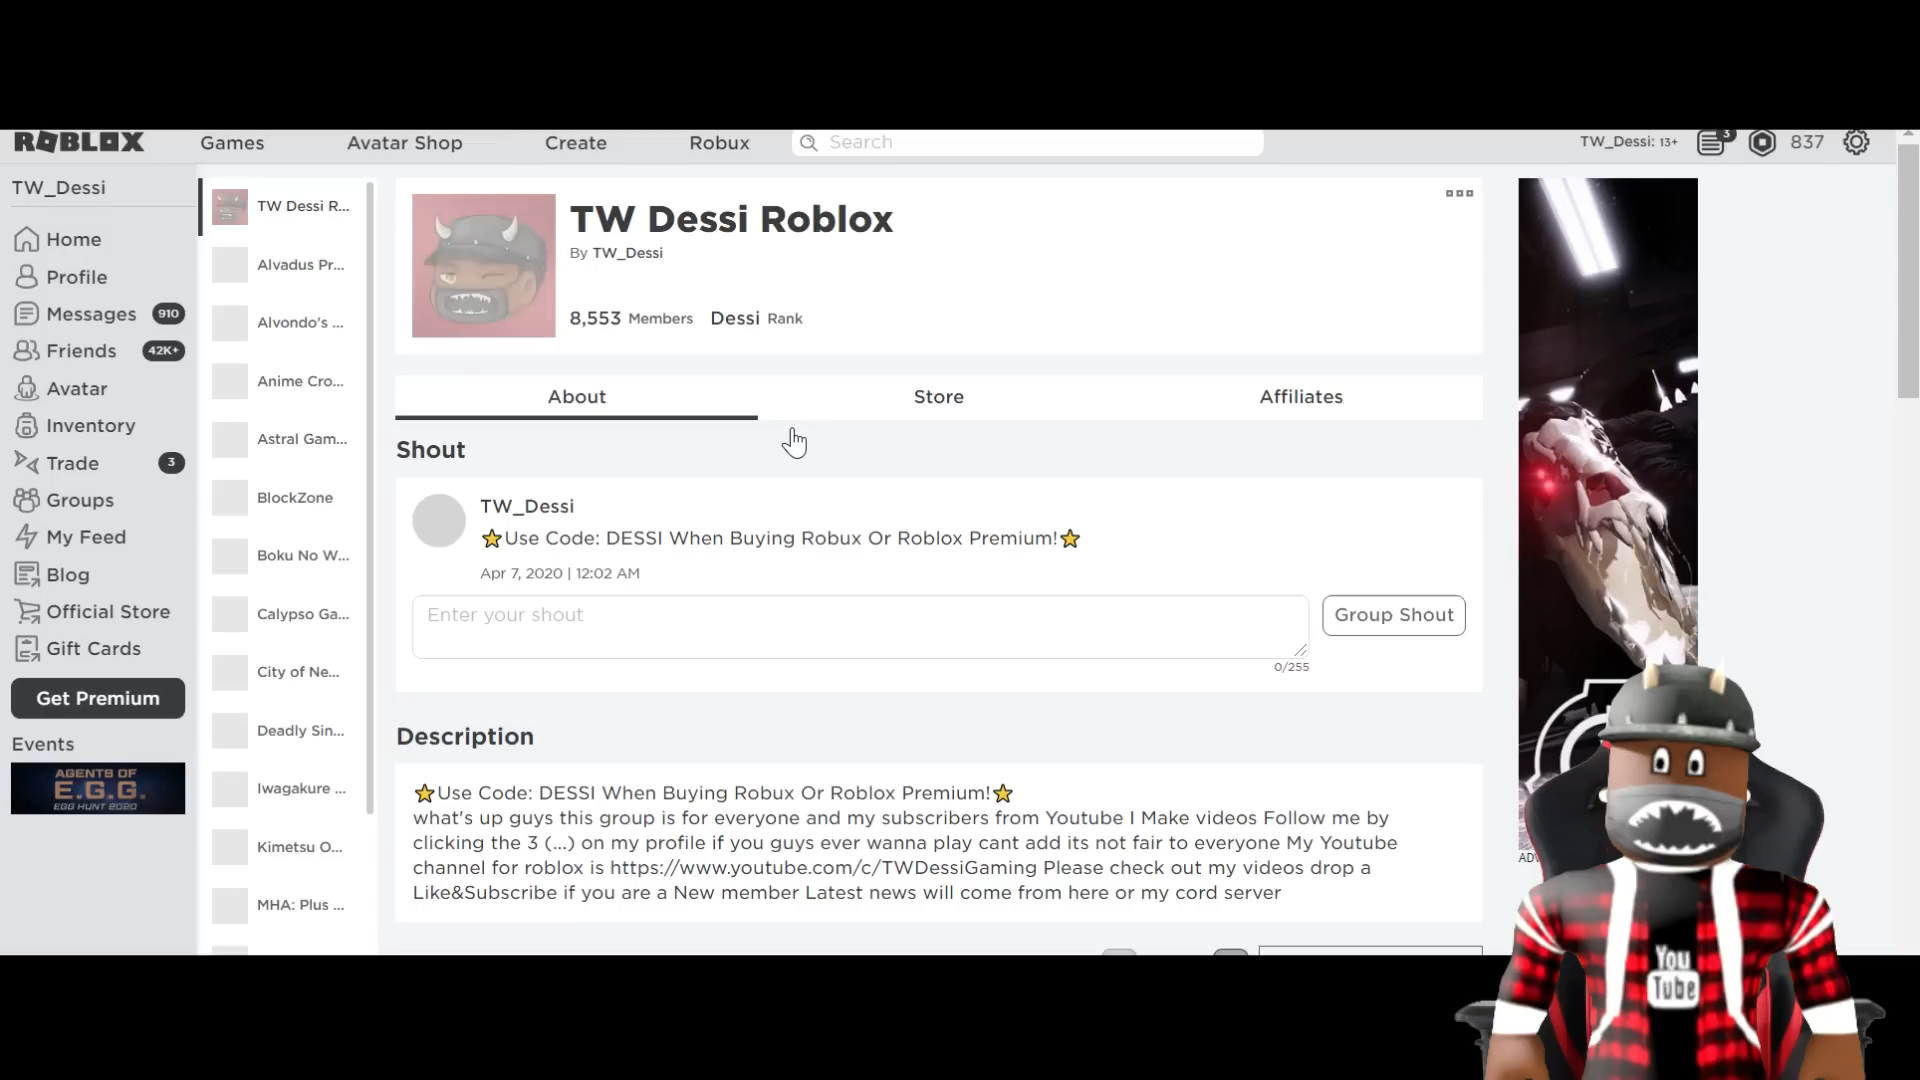 ROBLOX
Games
Avatar Shop
Create
Robux
Search
TW_Dessi: 13+
3
837
TW_Dessi
Home
Profile
Messages 910
Friends 42K+
Avatar
Inventory
Trade 3
Groups
My Feed
Blog
Official Store
Gift Cards
Get Premium
Events
AGENTS OF
E.G.G.
EGG HUNT 2020
TW Dessi R...
Alvadus Pr...
Alvondo's ...
Anime Cro...
Astral Gam...
BlockZone
Boku No W...
Calypso Ga...
City of Ne...
Deadly Sin...
Iwagakure ...
Kimetsu O...
MHA: Plus ...
TW Dessi Roblox
By TW_Dessi
8,553 Members Dessi Rank
About
Store
Affiliates
Shout
TW_Dessi
⭐Use Code: DESSI When Buying Robux Or Roblox Premium!⭐
Apr 7, 2020 | 12:02 AM
Enter your shout
Group Shout
0/255
Description
⭐Use Code: DESSI When Buying Robux Or Roblox Premium!⭐
what's up guys this group is for everyone and my subscribers from Youtube I Make videos Follow me by
clicking the 3 (...) on my profile if you guys ever wanna play cant add its not fair to everyone My Youtube
channel for roblox is https://www.youtube.com/c/TWDessiGaming Please check out my videos drop a
Like&Subscribe if you are a New member Latest news will come from here or my cord server
You
Tube